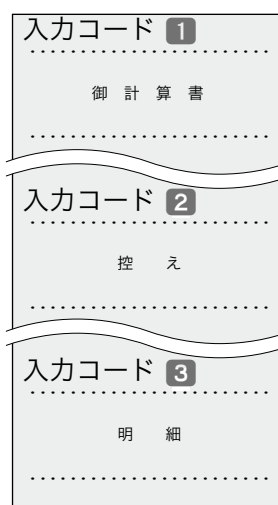 入力コード 1
御 計 算 書
入力コード 2
控 え
入力コード 3
明 細